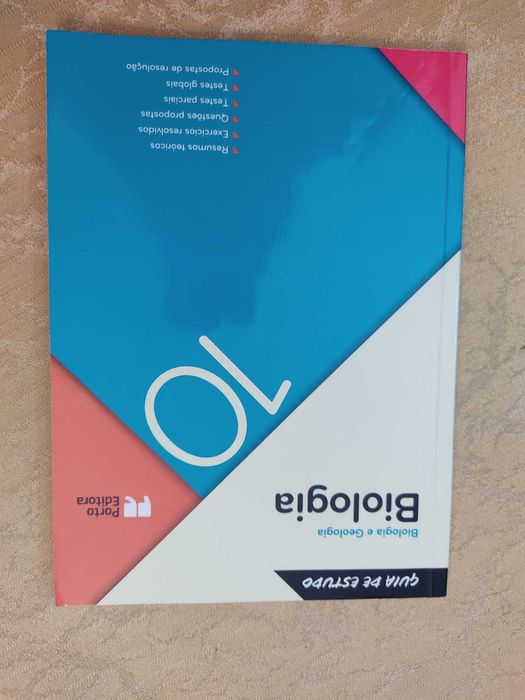 GUIA DE ESTUDO
Biologia e Geologia
Biologia
Porto
Editora
10
Resumos teóricos
Exercícios resolvidos
Questões propostas
Testes parciais
Testes globais
Propostas de resolução